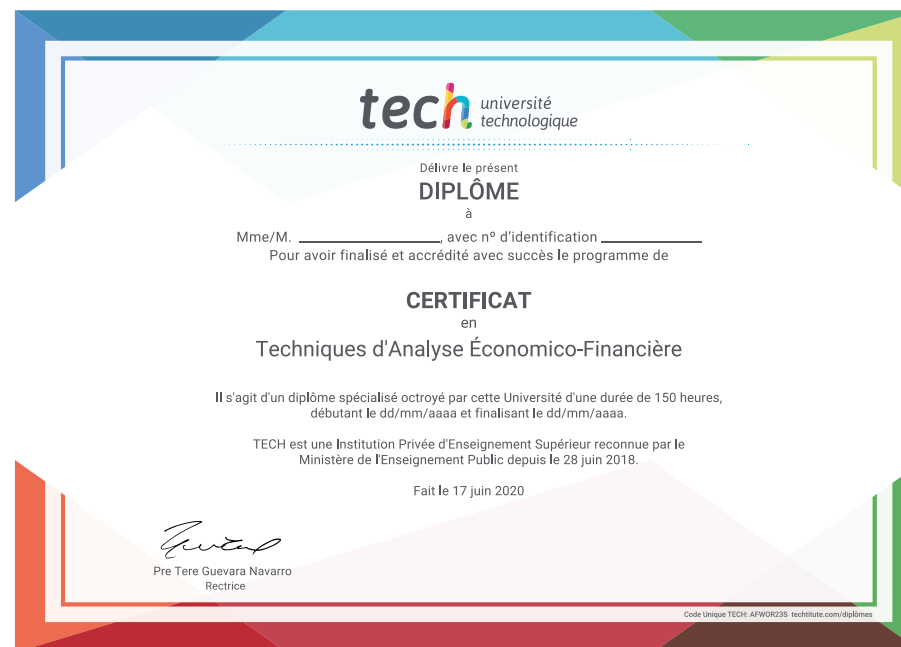 tech université
technologique
Délivre le présent
DIPLÔME
à
Mme/M. ____________________, avec nº d'identification ______________
Pour avoir finalisé et accrédité avec succès le programme de
CERTIFICAT
en
Techniques d'Analyse Économico-Financière
Il s'agit d'un diplôme spécialisé octroyé par cette Université d'une durée de 150 heures,
débutant le dd/mm/aaaa et finalisant le dd/mm/aaaa.
TECH est une Institution Privée d'Enseignement Supérieur reconnue par le
Ministère de l'Enseignement Public depuis le 28 juin 2018.
Fait le 17 juin 2020
Pre Tere Guevara Navarro
Rectrice
Code Unique TECH: AFWOR23S techtitute.com/diplômes